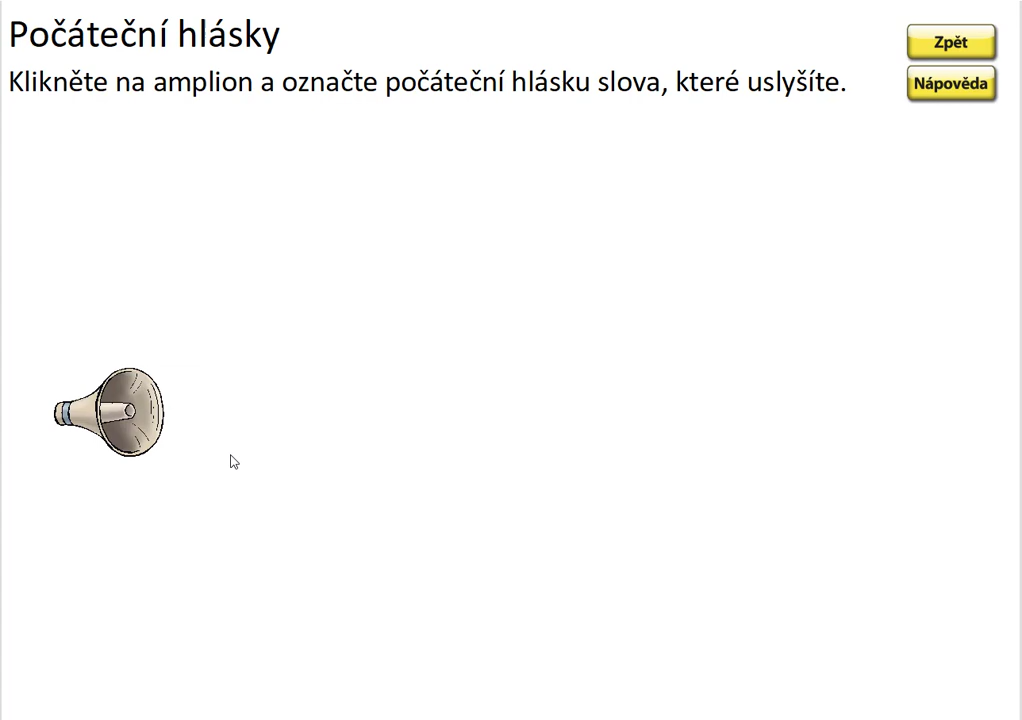 Počáteční hlásky
Zpět
Klikněte na amplion a označte počáteční hlásku slova, které uslyšíte.
Nápověda